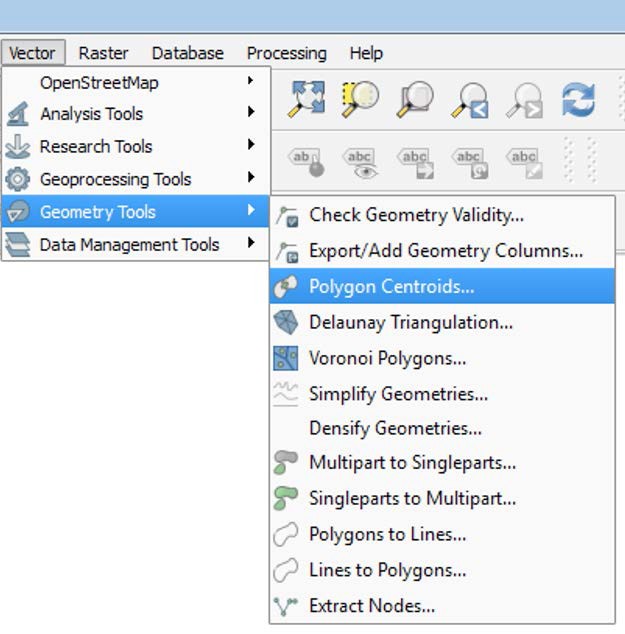 Vector Raster Database Processing Help
OpenStreetMap
Analysis Tools
Research Tools
Geoprocessing Tools
Geometry Tools
Data Management Tools
ab abc abc abc abc
Check Geometry Validity...
Export/Add Geometry Columns...
Polygon Centroids...
Delaunay Triangulation...
Voronoi Polygons...
Simplify Geometries...
Densify Geometries...
Multipart to Singleparts...
Singleparts to Multipart...
Polygons to Lines...
Lines to Polygons...
Extract Nodes...